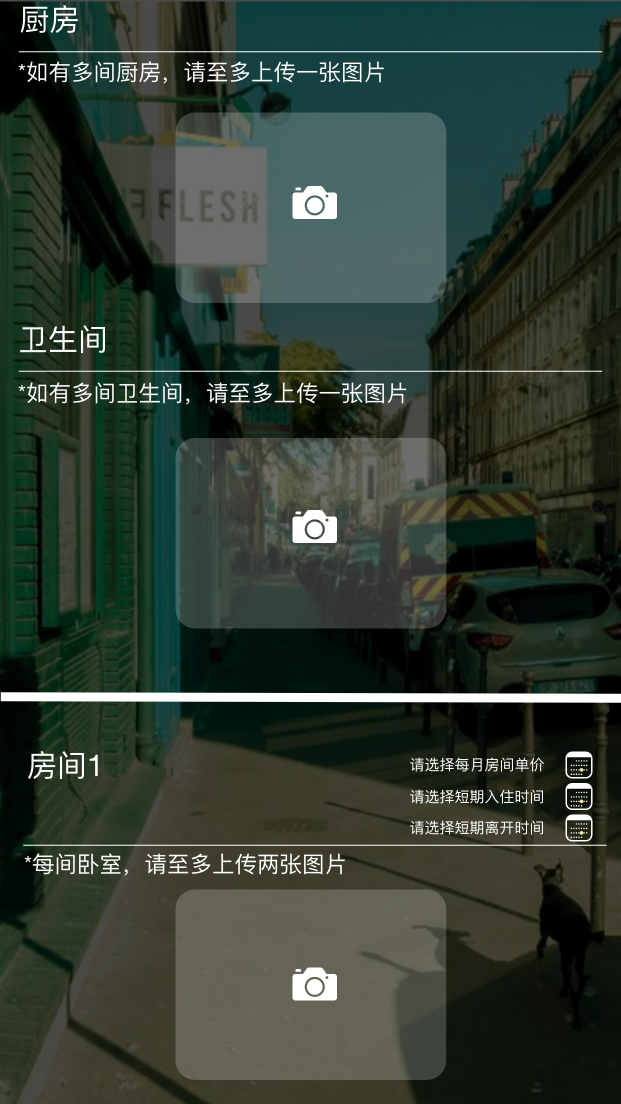 厨房
*如有多间厨房，请至多上传一张图片
FLESH
卫生间
*如有多间卫生间，请至多上传一张图片
房间1
请选择每月房间单价
请选择短期入住时间
请选择短期离开时间
*每间卧室，请至多上传两张图片